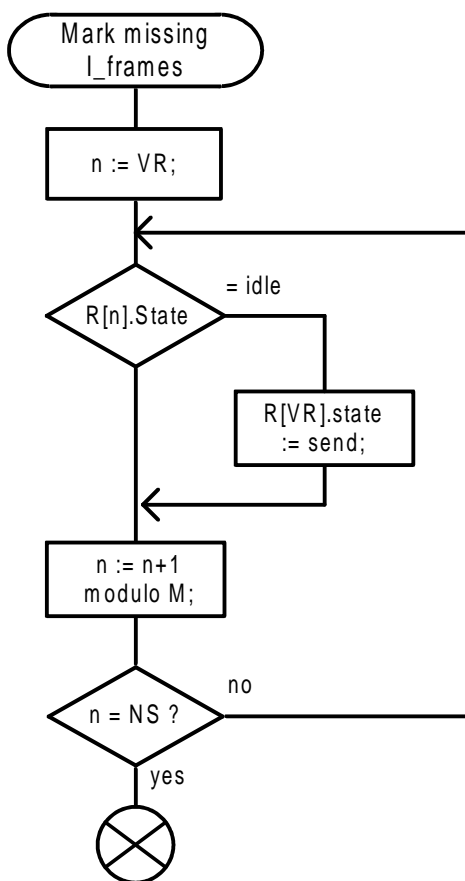 Mark missing
I_frames
n := VR;
R[n].State
= idle
R[VR].state
:= send;
n := n+1
modulo M;
n = NS ?
no
yes